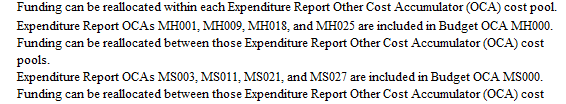 Funding can be reallocated within each Expenditure Report Other Cost Accumulator (OCA) cost pool.
Expenditure Report OCAs MH001, MH009, MH018, and MH025 are included in Budget OCA MH000.
Funding can be reallocated between those Expenditure Report Other Cost Accumulator (OCA) cost
pools.
Expenditure Report OCAs MS003, MS011, MS021, and MS027 are included in Budget OCA MS000.
Funding can be reallocated between those Expenditure Report Other Cost Accumulator (OCA) cost